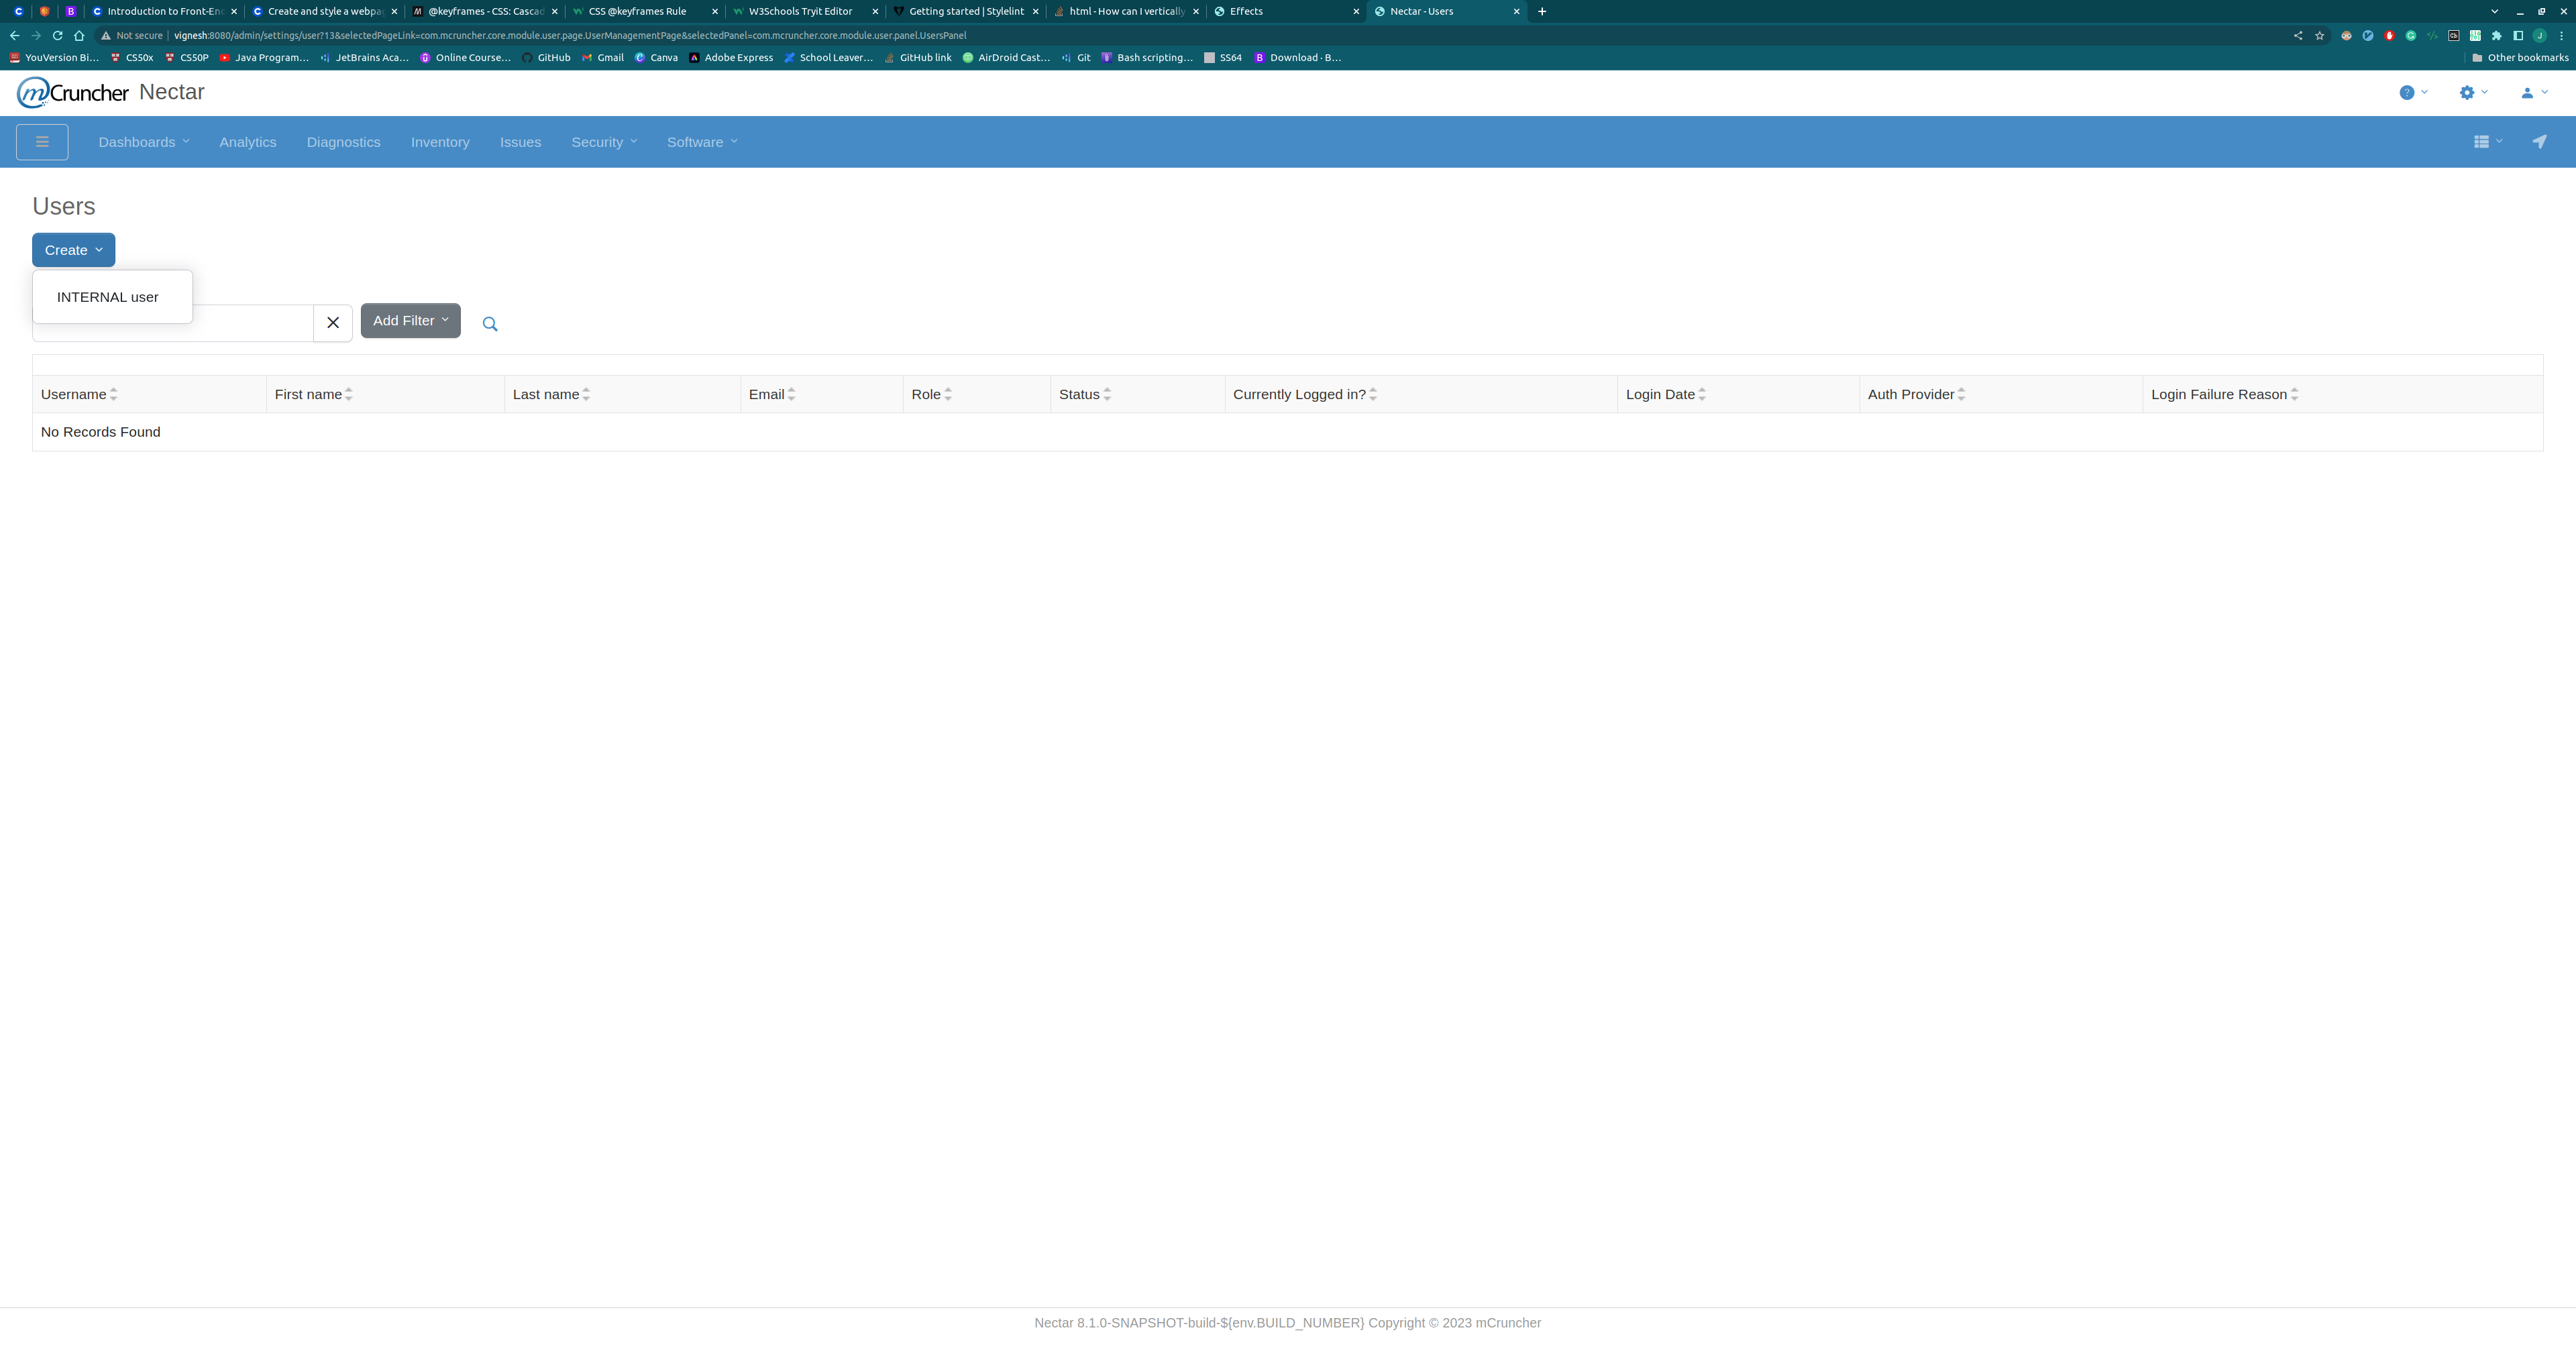 Introduction to Front-En
Create and style a webpag
@keyframes - CSS: Cascad
CSS @keyframes Rule
W3Schools Tryit Editor
Getting started | Stylelint
html - How can I vertically
Effects
Nectar - Users
Not secure
vignesh:8080/admin/settings/user?13&selectedPageLink=com.mcruncher.core.module.user.page.UserManagementPage&selectedPanel=com.mcruncher.core.module.user.panel.UsersPanel
YouVersion Bi...
CS50x
CS50P
Java Program...
JetBrains Aca...
Online Course...
GitHub
Gmail
Canva
Adobe Express
School Leaver...
GitHub link
AirDroid Cast...
Git
Bash scripting...
SS64
Download · B...
Other bookmarks
mCruncher Nectar
Dashboards
Analytics
Diagnostics
Inventory
Issues
Security
Software
Users
Create
INTERNAL user
Add Filter
Username
First name
Last name
Email
Role
Status
Currently Logged in?
Login Date
Auth Provider
Login Failure Reason
No Records Found
Nectar 8.1.0-SNAPSHOT-build-${env.BUILD_NUMBER} Copyright © 2023 mCruncher